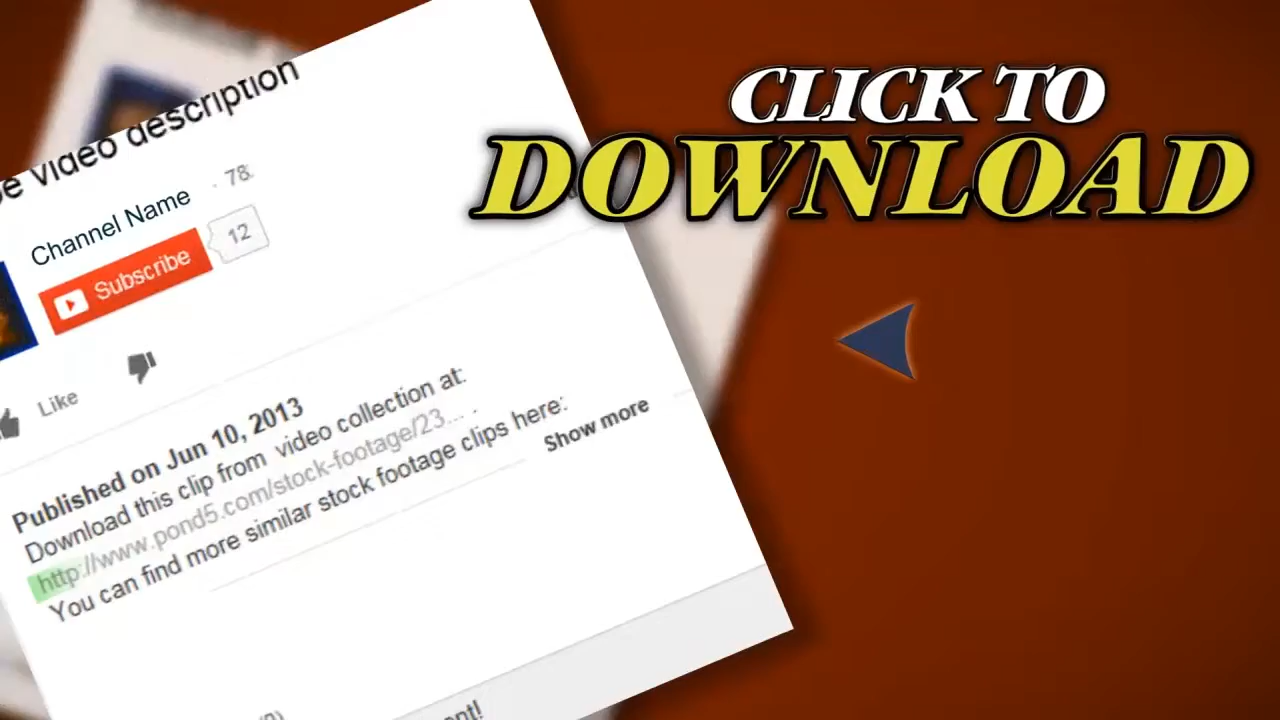 CLICK TO
DOWNLOAD
video description
Channel Name
Subscribe
12
Like
Published on Jun 10, 2013
Download this clip from video collection at:
http://www.pond5.com/stock-footage/23...
You can find more similar stock footage clips here:
Show more